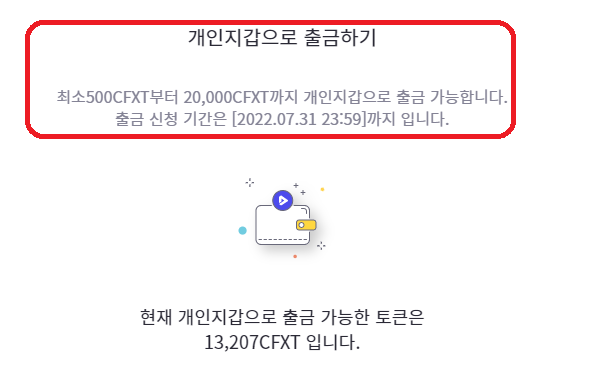 개인지갑으로 출금하기
최소500CFXT부터 20,000CFXT까지 개인지갑으로 출금 가능합니다.
출금 신청 기간은 [2022.07.31 23:59]까지 입니다.
현재 개인지갑으로 출금 가능한 토큰은
13,207CFXT 입니다.